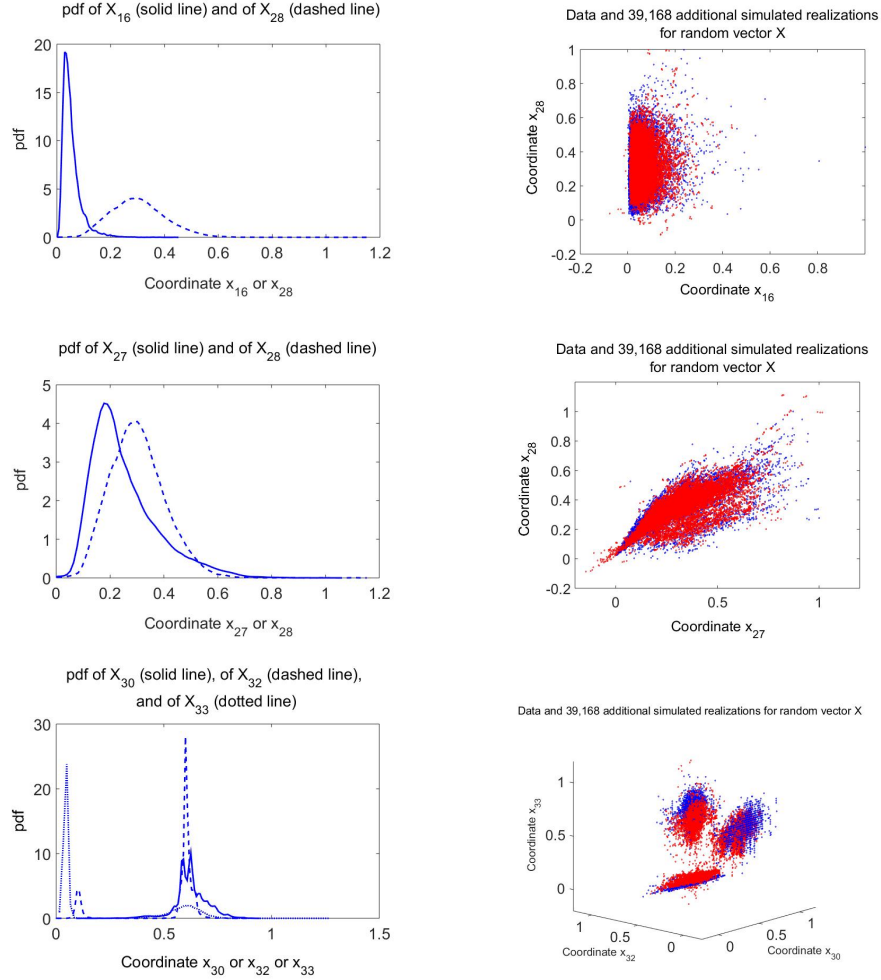 pdf of X16 (solid line) and of X28 (dashed line)
20
15
10
5
0
pdf
0 0.2 0.4 0.6 0.8 1 1.2
Coordinate x16 or x28
Data and 39,168 additional simulated realizations
for random vector X
1
0.8
0.6
0.4
0.2
0
-0.2
Coordinate x28
-0.2 0 0.2 0.4 0.6 0.8
Coordinate x16
pdf of X27 (solid line) and of X28 (dashed line)
5
4
3
2
1
0
pdf
0 0.2 0.4 0.6 0.8 1 1.2
Coordinate x27 or x28
Data and 39,168 additional simulated realizations
for random vector X
1
0.8
0.6
0.4
0.2
0
-0.2
Coordinate x28
0 0.5 1
Coordinate x27
pdf of X30 (solid line), of X32 (dashed line),
and of X33 (dotted line)
30
20
10
0
pdf
0 0.5 1 1.5
Coordinate x30 or x32 or x33
Data and 39,168 additional simulated realizations for random vector X
1
0.5
0
Coordinate x33
1 0.5 0
Coordinate x32
0 0.5 1
Coordinate x30